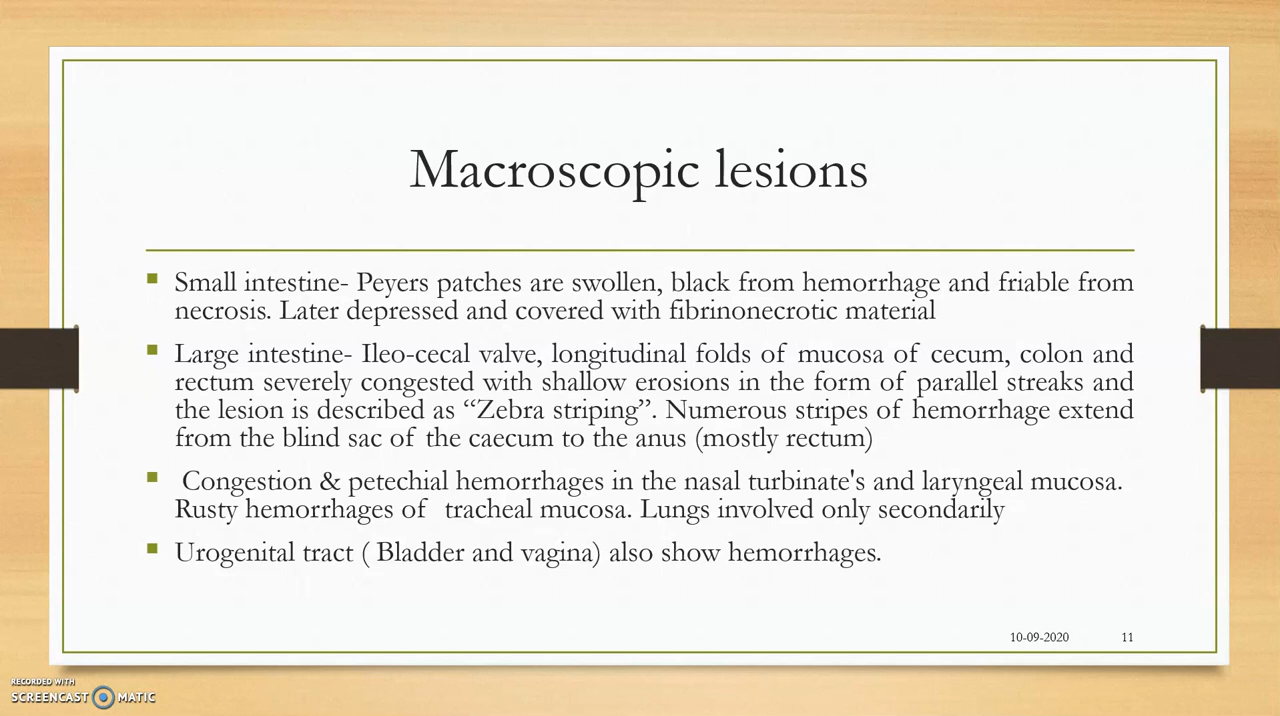 Macroscopic lesions
Small intestine- Peyers patches are swollen, black from hemorrhage and friable from
necrosis. Later depressed and covered with fibrinonecrotic material
Large intestine- Ileo-cecal valve, longitudinal folds of mucosa of cecum, colon and
rectum severely congested with shallow erosions in the form of parallel streaks and
the lesion is described as “Zebra striping”. Numerous stripes of hemorrhage extend
from the blind sac of the caecum to the anus (mostly rectum)
Congestion & petechial hemorrhages in the nasal turbinate's and laryngeal mucosa.
Rusty hemorrhages of tracheal mucosa. Lungs involved only secondarily
Urogenital tract ( Bladder and vagina) also show hemorrhages.
10-09-2020 11
RECORDED WITH
SCREENCAST MATIC